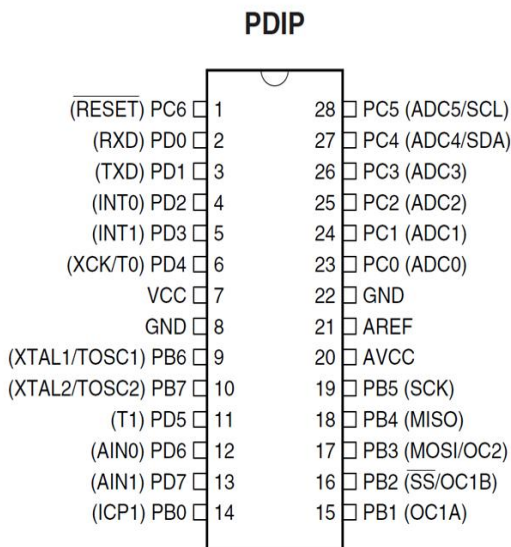 PDIP
(RESET) PC6 1 28 PC5 (ADC5/SCL)
(RXD) PD0 2 27 PC4 (ADC4/SDA)
(TXD) PD1 3 26 PC3 (ADC3)
(INT0) PD2 4 25 PC2 (ADC2)
(INT1) PD3 5 24 PC1 (ADC1)
(XCK/T0) PD4 6 23 PC0 (ADC0)
VCC 7 22 GND
GND 8 21 AREF
(XTAL1/TOSC1) PB6 9 20 AVCC
(XTAL2/TOSC2) PB7 10 19 PB5 (SCK)
(T1) PD5 11 18 PB4 (MISO)
(AIN0) PD6 12 17 PB3 (MOSI/OC2)
(AIN1) PD7 13 16 PB2 (SS/OC1B)
(ICP1) PB0 14 15 PB1 (OC1A)